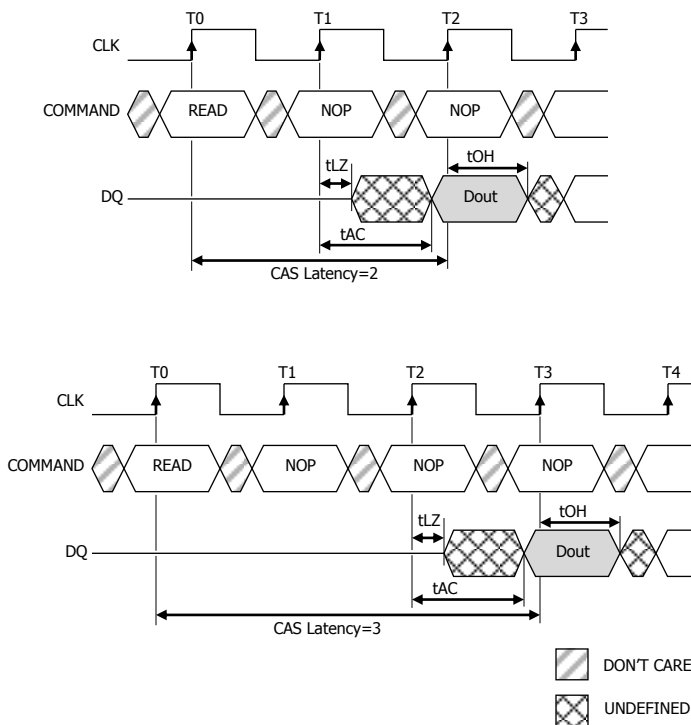 T0 T1 T2 T3
CLK
COMMAND READ NOP NOP
tLZ tOH
DQ Dout
tAC
CAS Latency=2
T0 T1 T2 T3 T4
CLK
COMMAND READ NOP NOP NOP
tLZ tOH
DQ Dout
tAC
CAS Latency=3
DON'T CARE
UNDEFINED